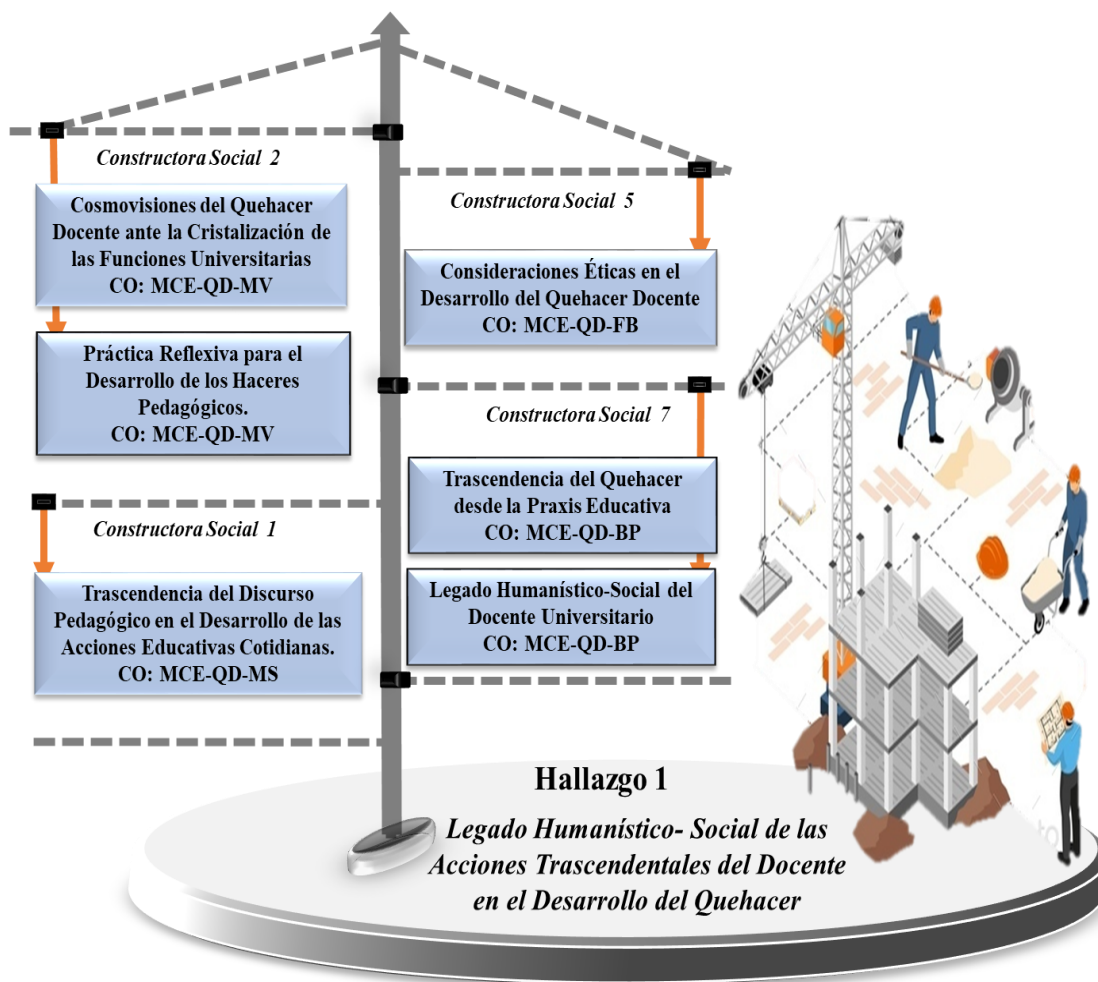 Constructora Social 2
Cosmovisiones del Quehacer
Docente ante la Cristalización de
las Funciones Universitarias
CO: MCE-QD-MV
Práctica Reflexiva para el
Desarrollo de los Haceres
Pedagógicos.
CO: MCE-QD-MV
Constructora Social 1
Trascendencia del Discurso
Pedagógico en el Desarrollo de las
Acciones Educativas Cotidianas.
CO: MCE-QD-MS
Constructora Social 5
Consideraciones Éticas en el
Desarrollo del Quehacer Docente
CO: MCE-QD-FB
Constructora Social 7
Trascendencia del Quehacer
desde la Praxis Educativa
CO: MCE-QD-BP
Legado Humanístico-Social del
Docente Universitario
CO: MCE-QD-BP
Hallazgo 1
Legado Humanístico- Social de las
Acciones Trascendentales del Docente
en el Desarrollo del Quehacer